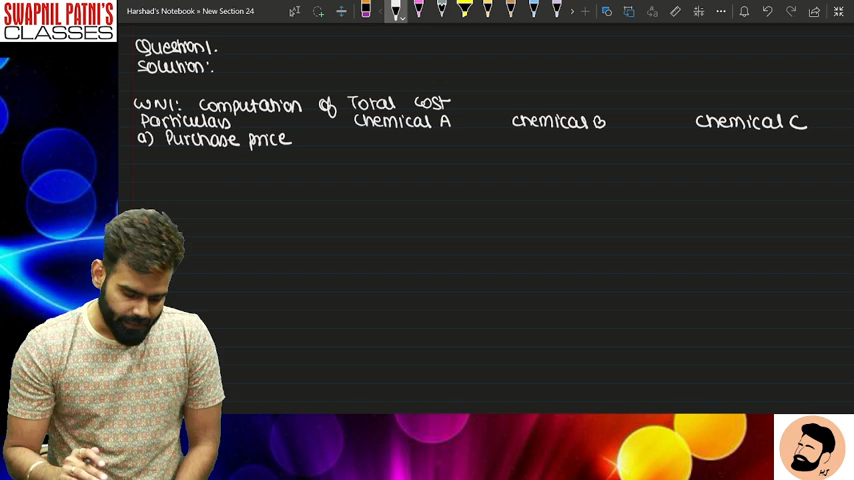 SWAPNIL PATNI'S
CLASSES
Harshad's Notebook » New Section 24
Question 1.
Solution:
WN1: Computation of Total cost
Particulars Chemical A Chemical B Chemical C
a) Purchase price
HJ